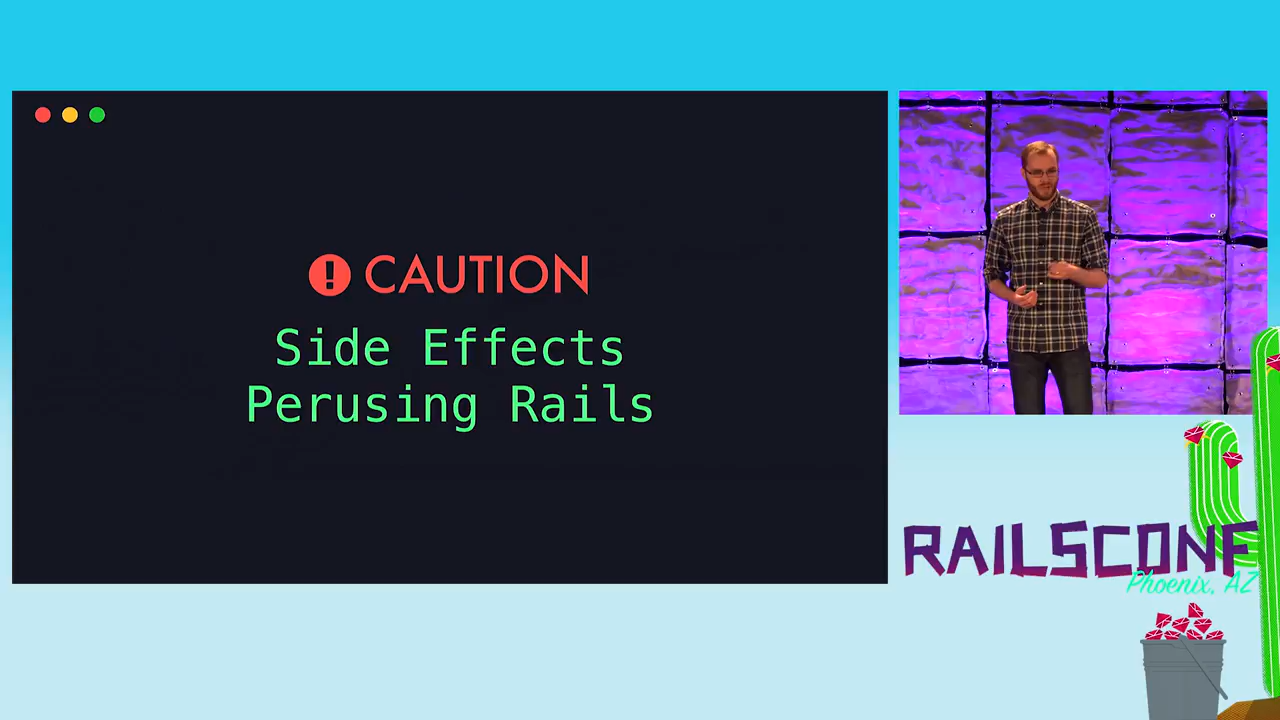 CAUTION
Side Effects
Perusing Rails
RAILSCONF
Phoenix, AZ